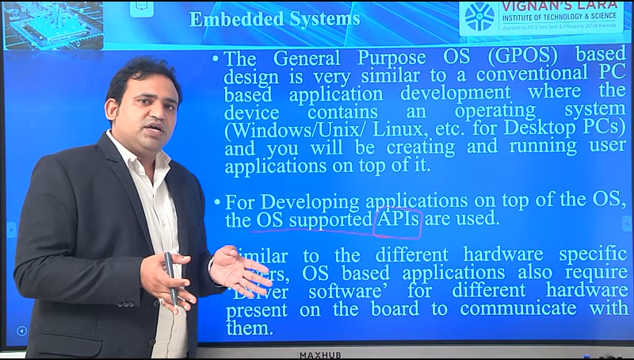 Embedded Systems
VIGNAN'S LARA
INSTITUTE OF TECHNOLOGY & SCIENCE
• The General Purpose OS (GPOS) based
design is very similar to a conventional PC
based application development where the
device contains an operating system
(Windows/Unix/ Linux, etc. for Desktop PCs)
and you will be creating and running user
applications on top of it.
• For Developing applications on top of the OS,
the OS supported APIs are used.
Similar to the different hardware specific
OS based applications also require
'Driver software' for different hardware
present on the board to communicate with
them.
MAXHUB